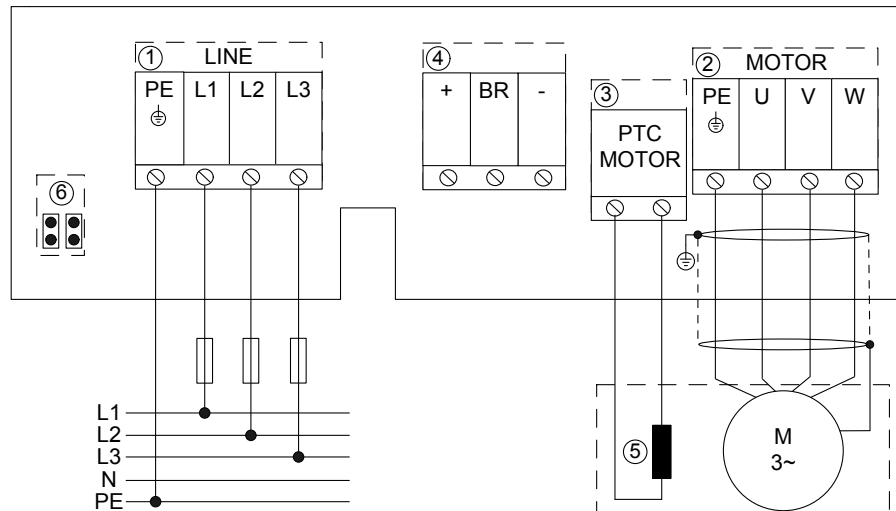 ① LINE
PE L1 L2 L3
④
+ BR -
③
PTC
MOTOR
② MOTOR
PE U V W
⑥
L1
L2
L3
N
PE
⑤
M
3~